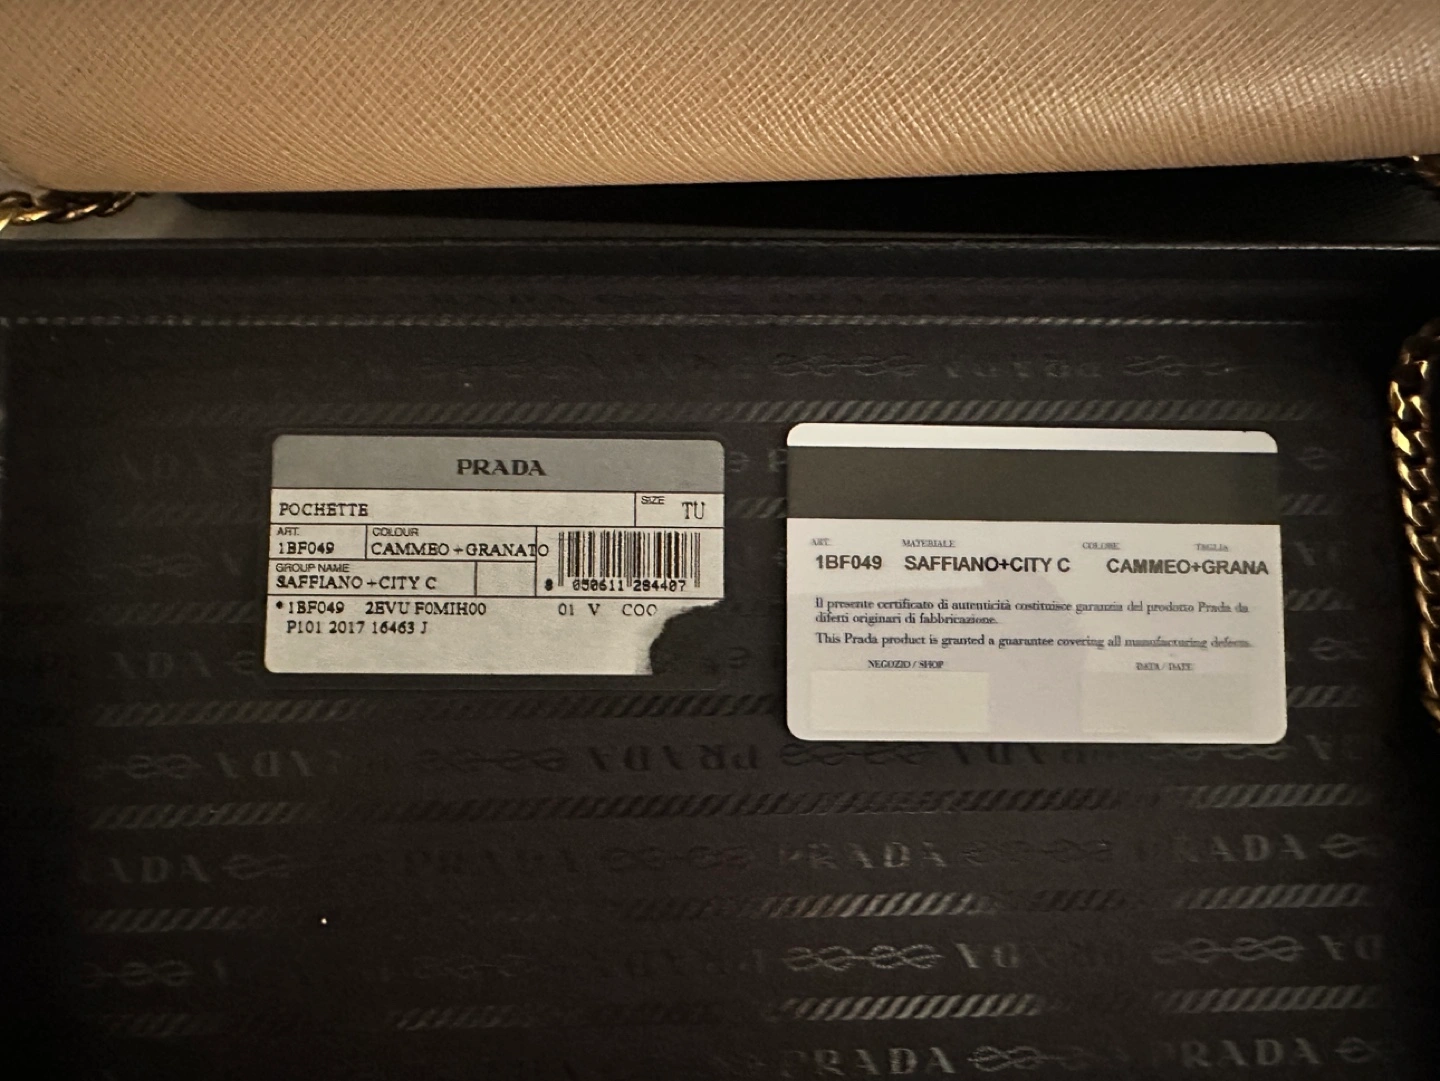 PRADA
POCHETTE
SIZE TU
ART. COLOUR
1BF049 CAMMEO+GRANATO
GROUP NAME
SAFFIANO+CITY C
8 050611 284407
•1BF049 2EVU F0MIH00 01 V COO
P101 2017 16463 J
ART. MATERIALE COLORE TAGLIA
1BF049 SAFFIANO+CITY C CAMMEO+GRANA
Il presente certificato di autenticità costituisce garanzia del prodotto Prada da
difetti originari di fabbricazione.
This Prada product is granted a guarantee covering all manufacturing defects.
NEGOZIO / SHOP DATA / DATE
PRADA
PRADA
PRADA PRADA